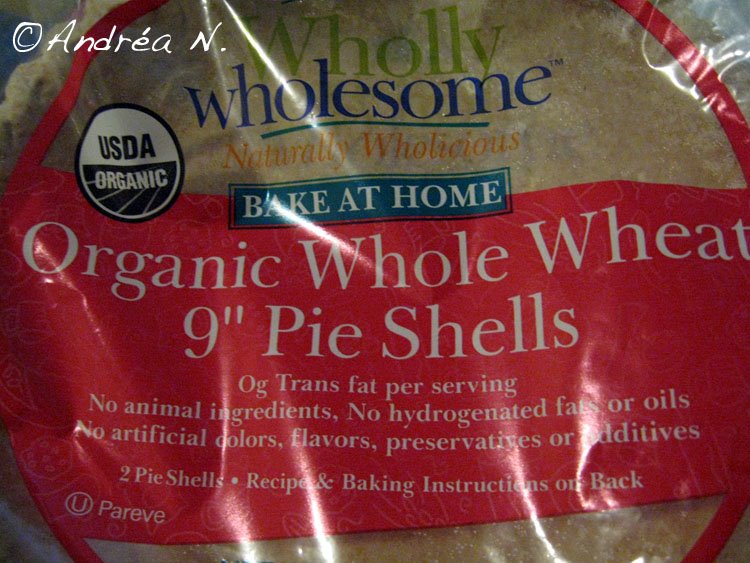 © Andréa N.
Wholly
wholesome™
Naturally Wholicious
USDA
ORGANIC
BAKE AT HOME
Organic Whole Wheat
9" Pie Shells
0g Trans fat per serving
No animal ingredients, No hydrogenated fats or oils
No artificial colors, flavors, preservatives or additives
2 Pie Shells • Recipe & Baking Instructions on Back
U Pareve